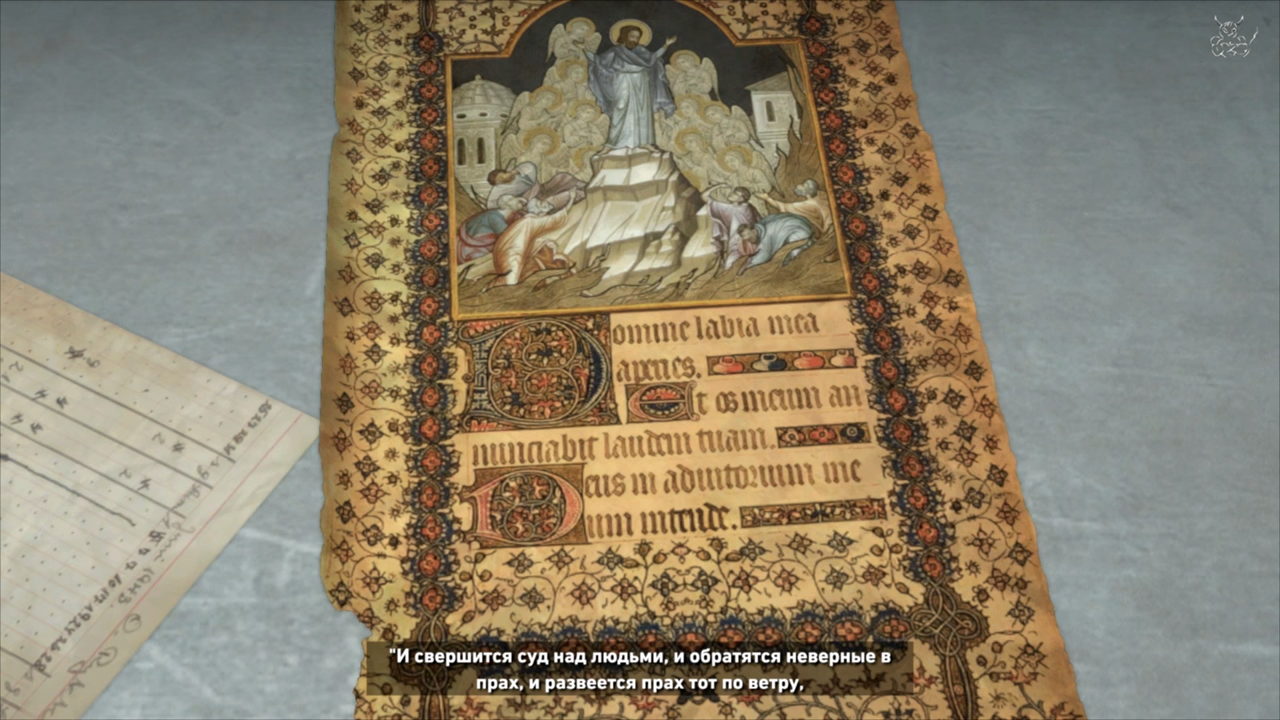 Domine labia mea
aperies.
Et os meum an
nunciabit laudem tuam.
Deus in adiutorium me
um intende.
"И свершится суд над людьми, и обратятся неверные в
прах, и развеется прах тот по ветру,